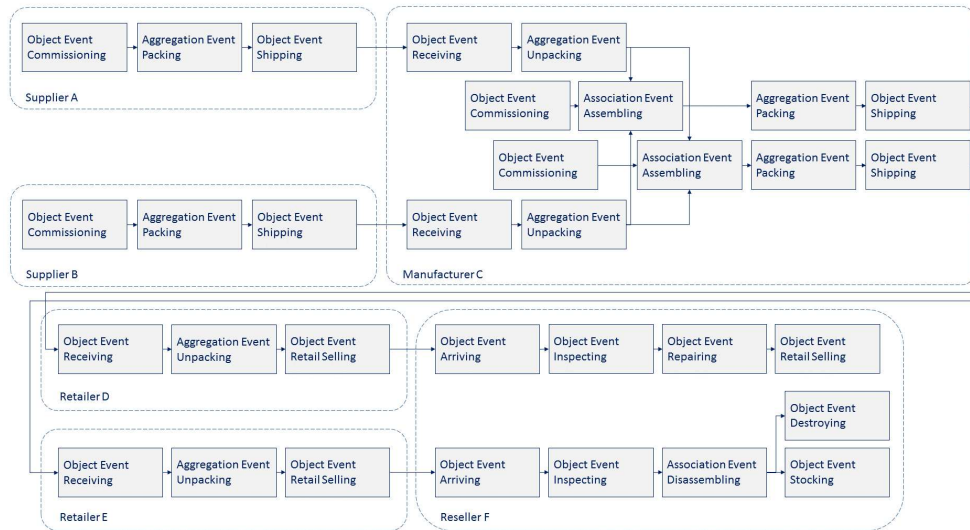 Object Event
Commissioning
Aggregation Event
Packing
Object Event
Shipping
Supplier A
Object Event
Receiving
Aggregation Event
Unpacking
Object Event
Commissioning
Association Event
Assembling
Aggregation Event
Packing
Object Event
Shipping
Object Event
Commissioning
Association Event
Assembling
Aggregation Event
Packing
Object Event
Shipping
Object Event
Commissioning
Aggregation Event
Packing
Object Event
Shipping
Supplier B
Object Event
Receiving
Aggregation Event
Unpacking
Manufacturer C
Object Event
Receiving
Aggregation Event
Unpacking
Object Event
Retail Selling
Retailer D
Object Event
Arriving
Object Event
Inspecting
Object Event
Repairing
Object Event
Retail Selling
Object Event
Destroying
Object Event
Receiving
Aggregation Event
Unpacking
Object Event
Retail Selling
Retailer E
Object Event
Arriving
Object Event
Inspecting
Association Event
Disassembling
Object Event
Stocking
Reseller F